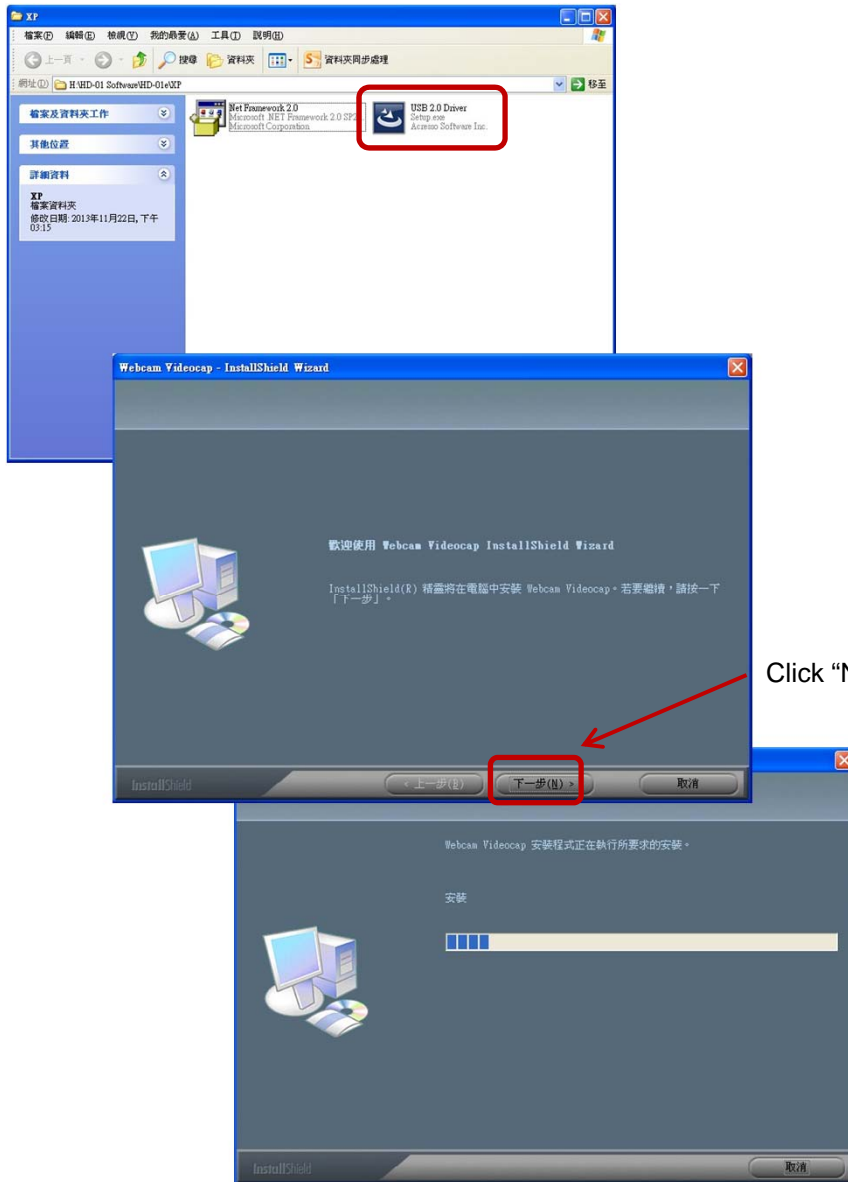 XP
檔案(F) 編輯(E) 檢視(V) 我的最愛(A) 工具(T) 說明(H)
上一頁 搜尋 資料夾 資料夾同步處理
網址(D) H:\HD-01 Software\HD-01e\XP 移至
檔案及資料夾工作
其他位置
詳細資料
XP
檔案資料夾
修改日期: 2013年11月22日, 下午
03:15
Net Framework 2.0
Microsoft .NET Framework 2.0 SP2
Microsoft Corporation
USB 2.0 Driver
Setup.exe
Acresso Software Inc.
Webcam Videocap - InstallShield Wizard
歡迎使用 Webcam Videocap InstallShield Wizard
InstallShield(R) 精靈將在電腦中安裝 Webcam Videocap。若要繼續，請按一下
「下一步」。
Click “N
InstallShield
< 上一步(B) 下一步(N) > 取消
Webcam Videocap 安裝程式正在執行所要求的安裝。
安裝
InstallShield
取消